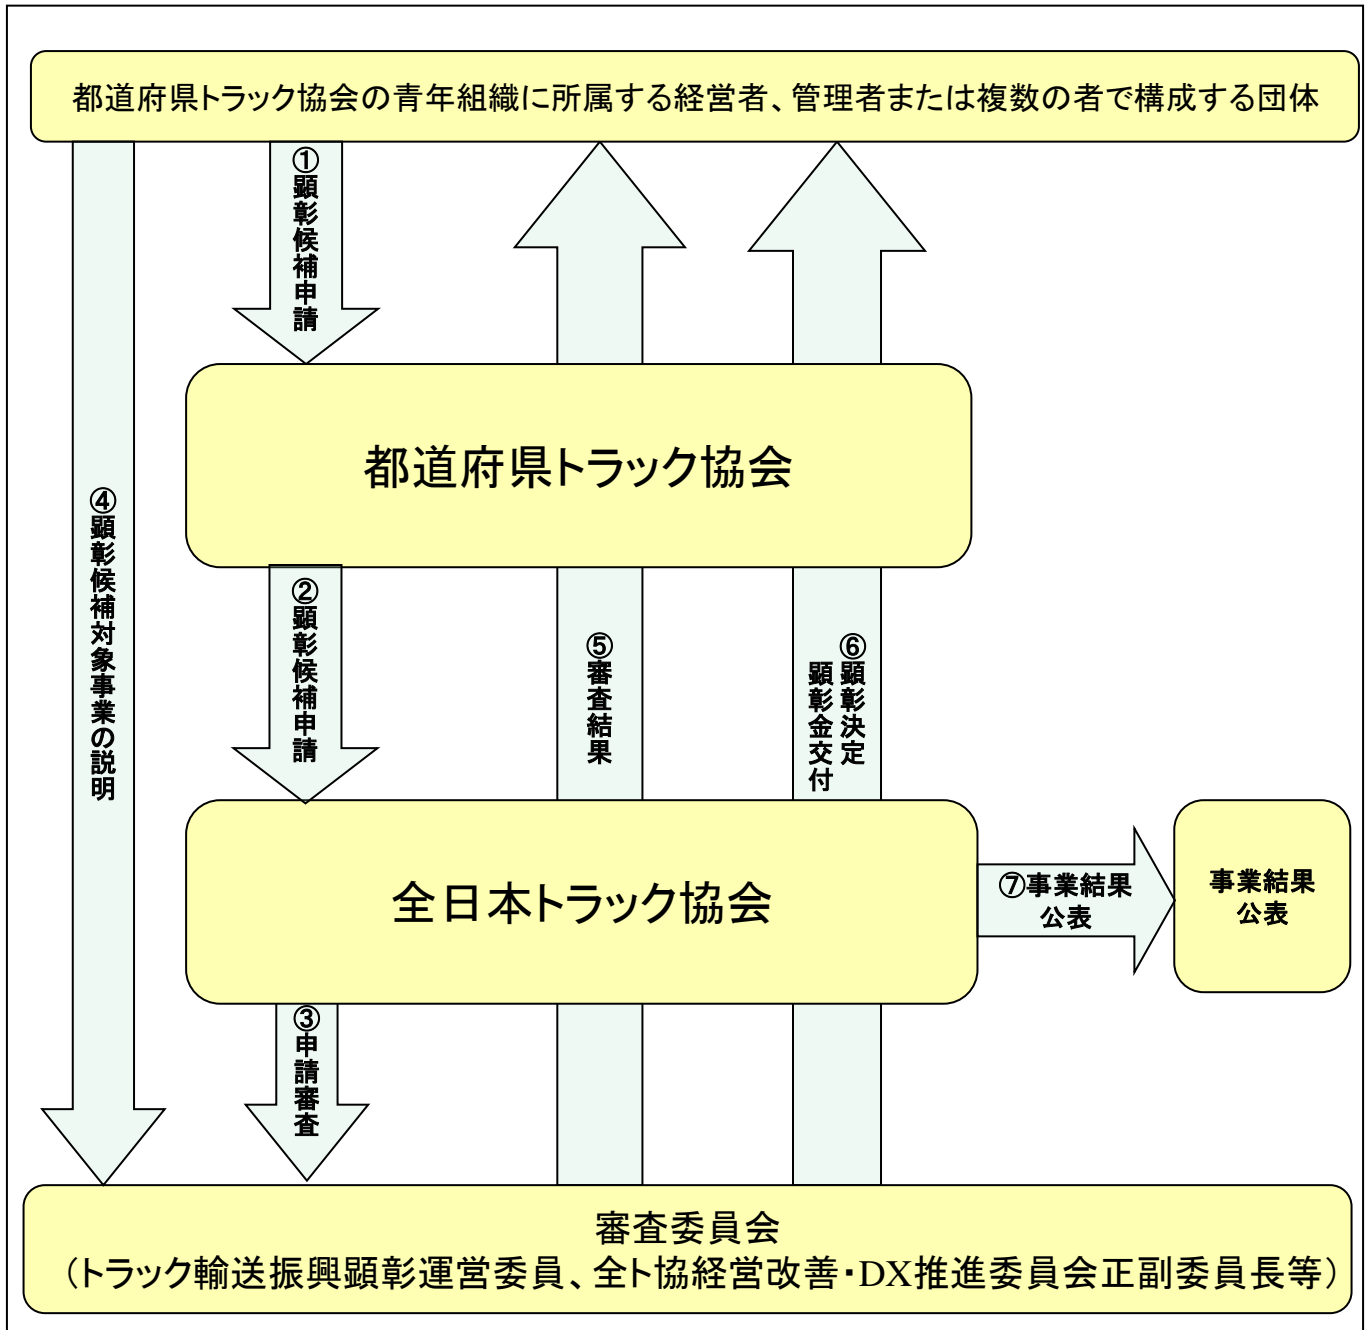 都道府県トラック協会の青年組織に所属する経営者、管理者または複数の者で構成する団体
①顕彰候補申請
都道府県トラック協会
④顕彰候補対象事業の説明
②顕彰候補申請
⑤審査結果
⑥顕彰決定
顕彰金交付
全日本トラック協会
⑦事業結果
公表
事業結果
公表
③申請審査
審査委員会
（トラック輸送振興顕彰運営委員、全ト協経営改善・DX推進委員会正副委員長等）